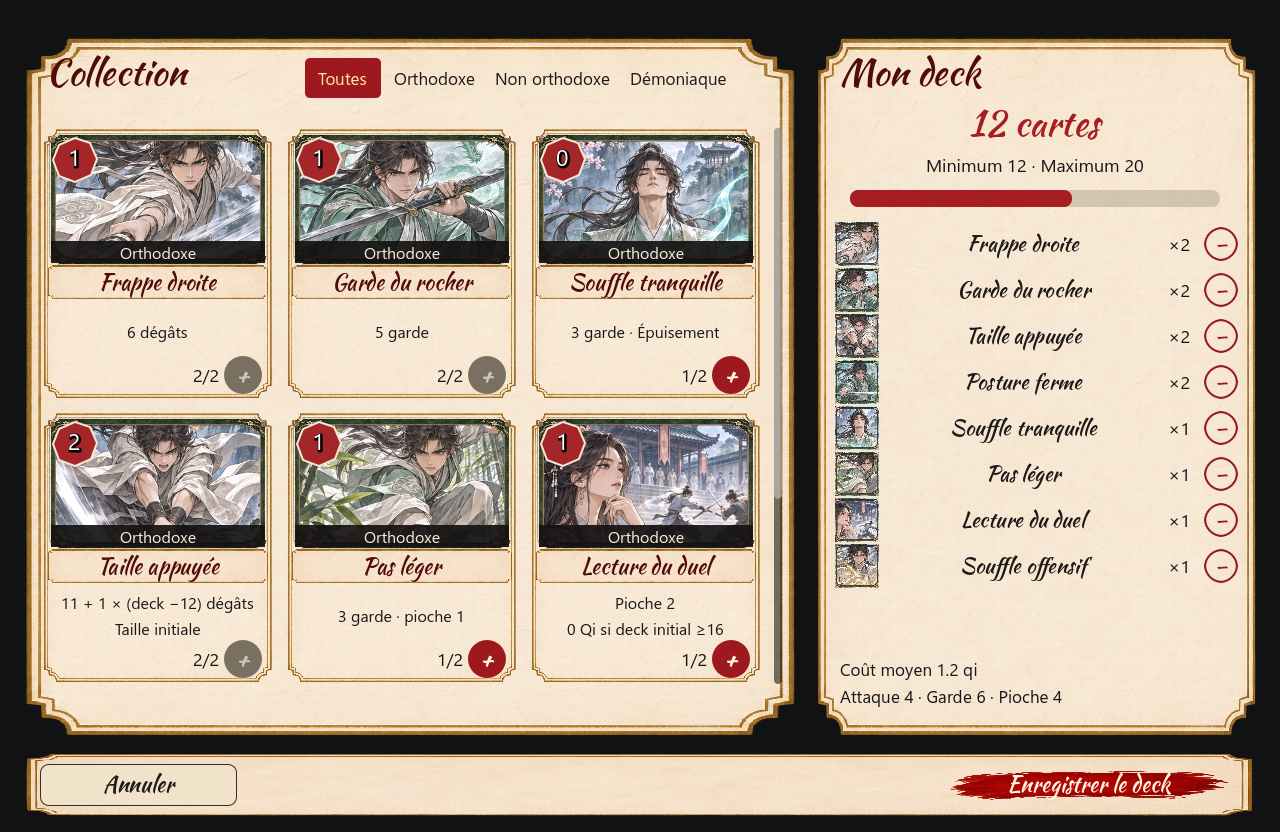 Collection
Toutes Orthodoxe Non orthodoxe Démoniaque
1
Orthodoxe
Frappe droite
6 dégâts
2/2 +
1
Orthodoxe
Garde du rocher
5 garde
2/2 +
0
Orthodoxe
Souffle tranquille
3 garde · Épuisement
1/2 +
2
Orthodoxe
Taille appuyée
11 + 1 × (deck −12) dégâts
Taille initiale
2/2 +
1
Orthodoxe
Pas léger
3 garde · pioche 1
1/2 +
1
Orthodoxe
Lecture du duel
Pioche 2
0 Qi si deck initial ≥16
1/2 +
Mon deck
12 cartes
Minimum 12 · Maximum 20
Frappe droite ×2 −
Garde du rocher ×2 −
Taille appuyée ×2 −
Posture ferme ×2 −
Souffle tranquille ×1 −
Pas léger ×1 −
Lecture du duel ×1 −
Souffle offensif ×1 −
Coût moyen 1.2 qi
Attaque 4 · Garde 6 · Pioche 4
Annuler
Enregistrer le deck